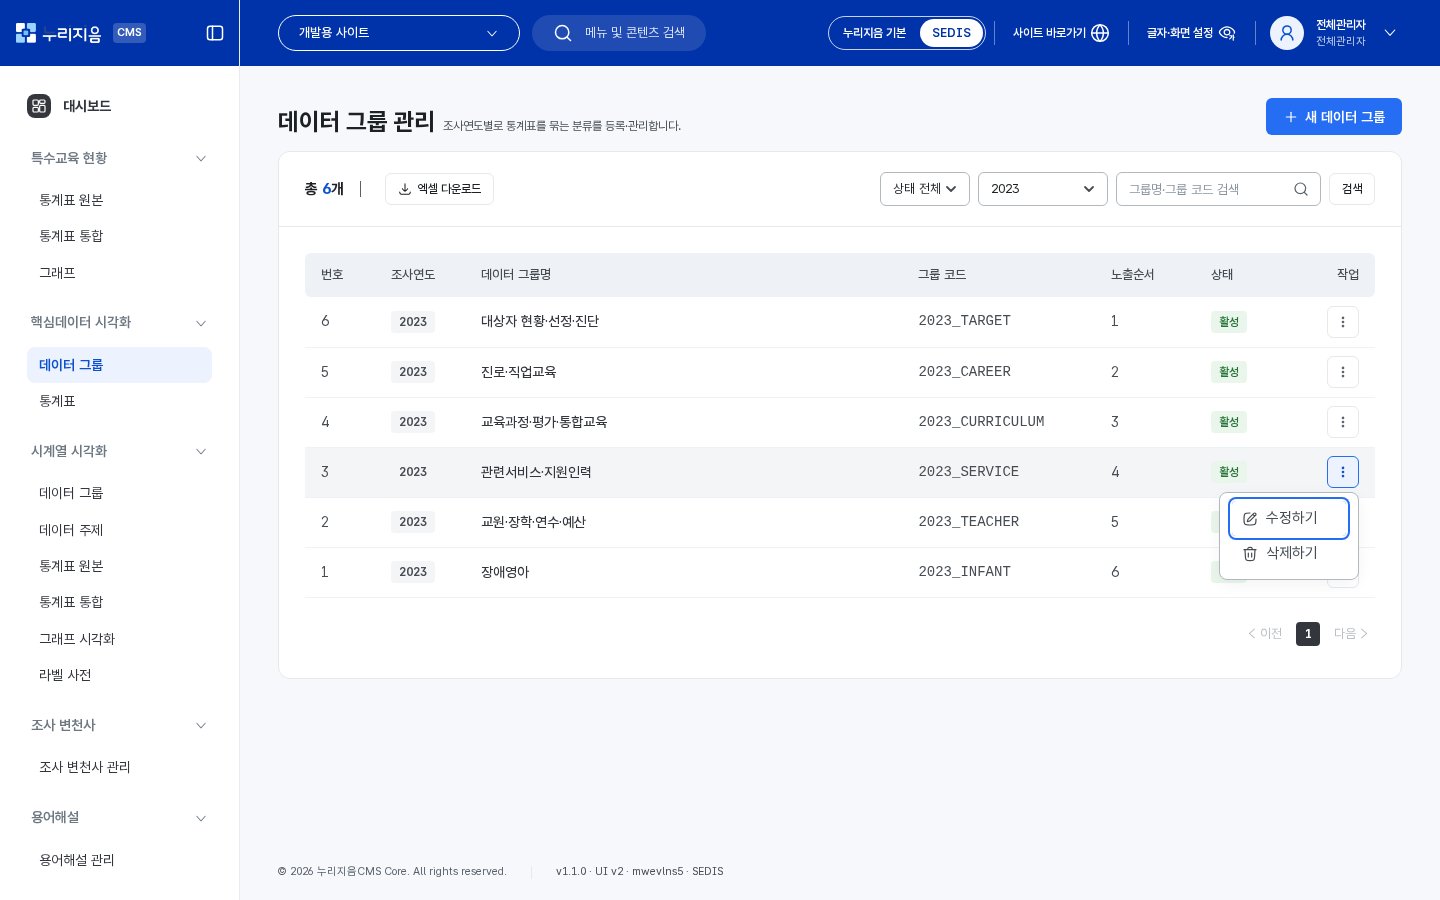 누리지음 CMS
개발용 사이트
메뉴 및 콘텐츠 검색
누리지음 기본
SEDIS
사이트 바로가기
글자·화면 설정
전체관리자
전체관리자
대시보드
특수교육 현황
통계표 원본
통계표 통합
그래프
핵심데이터 시각화
데이터 그룹
통계표
시계열 시각화
데이터 그룹
데이터 주제
통계표 원본
통계표 통합
그래프 시각화
라벨 사전
조사 변천사
조사 변천사 관리
용어해설
용어해설 관리
데이터 그룹 관리 조사연도별로 통계표를 묶는 분류를 등록·관리합니다.
새 데이터 그룹
총 6개
엑셀 다운로드
상태 전체
2023
그룹명·그룹 코드 검색
검색
번호 조사연도 데이터 그룹명 그룹 코드 노출순서 상태 작업
6 2023 대상자 현황·선정·진단 2023_TARGET 1 활성
5 2023 진로·직업교육 2023_CAREER 2 활성
4 2023 교육과정·평가·통합교육 2023_CURRICULUM 3 활성
3 2023 관련서비스·지원인력 2023_SERVICE 4 활성
2 2023 교원·장학·연수·예산 2023_TEACHER 5
1 2023 장애영아 2023_INFANT 6
수정하기
삭제하기
이전 1 다음
© 2026 누리지음CMS Core. All rights reserved.
v1.1.0 · UI v2 · mwevlns5 · SEDIS